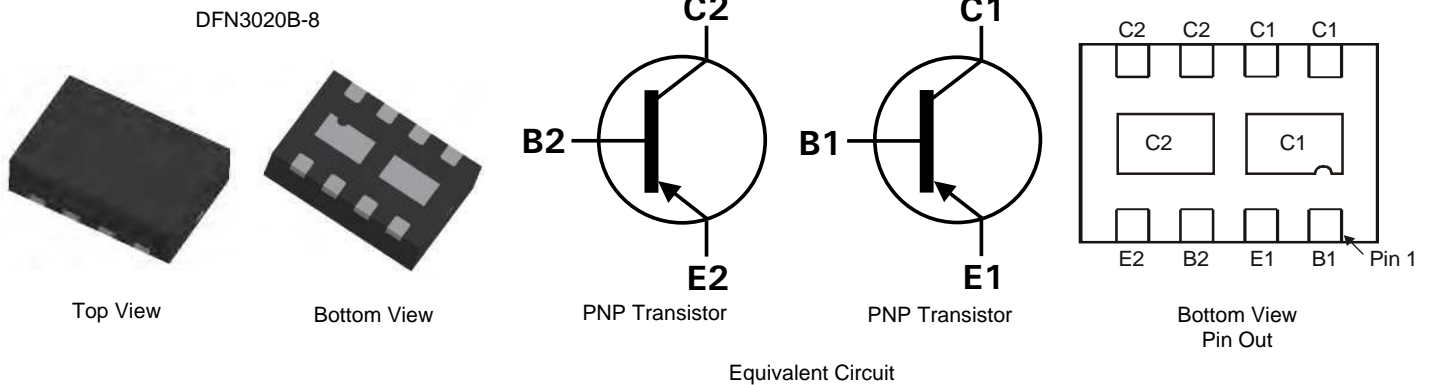 DFN3020B-8
C2
C1
C2 C2 C1 C1
B2
B1
C2
C1
E2 B2 E1 B1 Pin 1
E2
E1
Top View
Bottom View
PNP Transistor
PNP Transistor
Bottom View
Pin Out
Equivalent Circuit